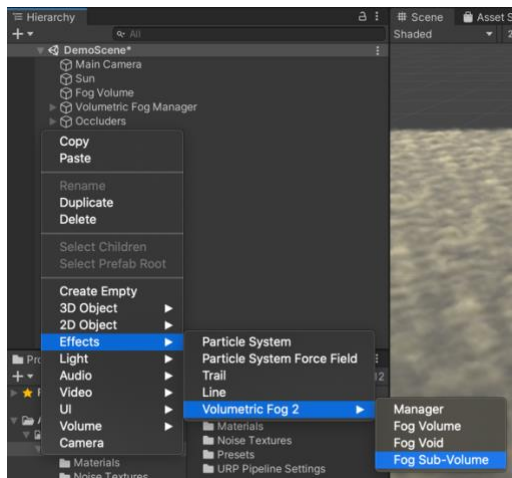 Hierarchy
All
DemoScene*
Main Camera
Sun
Fog Volume
Volumetric Fog Manager
Occluders
Copy
Paste
Rename
Duplicate
Delete
Select Children
Select Prefab Root
Create Empty
3D Object
2D Object
Effects
Light
Audio
Video
UI
Volume
Camera
Particle System
Particle System Force Field
Trail
Line
Volumetric Fog 2
Manager
Fog Volume
Fog Void
Fog Sub-Volume
Materials
Noise Textures
Presets
URP Pipeline Settings
Materials
Noise Textures
Scene
Asset S
Shaded